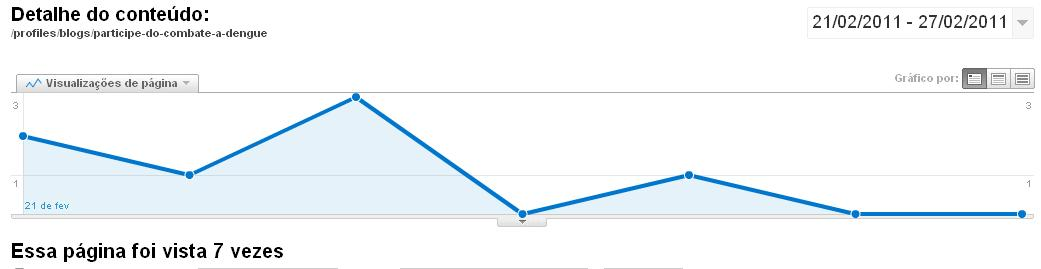 Detalhe do conteúdo:
/profiles/blogs/participe-do-combate-a-dengue
21/02/2011 - 27/02/2011
Visualizações de página
Gráfico por:
3
3
1
1
21 de fev
Essa página foi vista 7 vezes